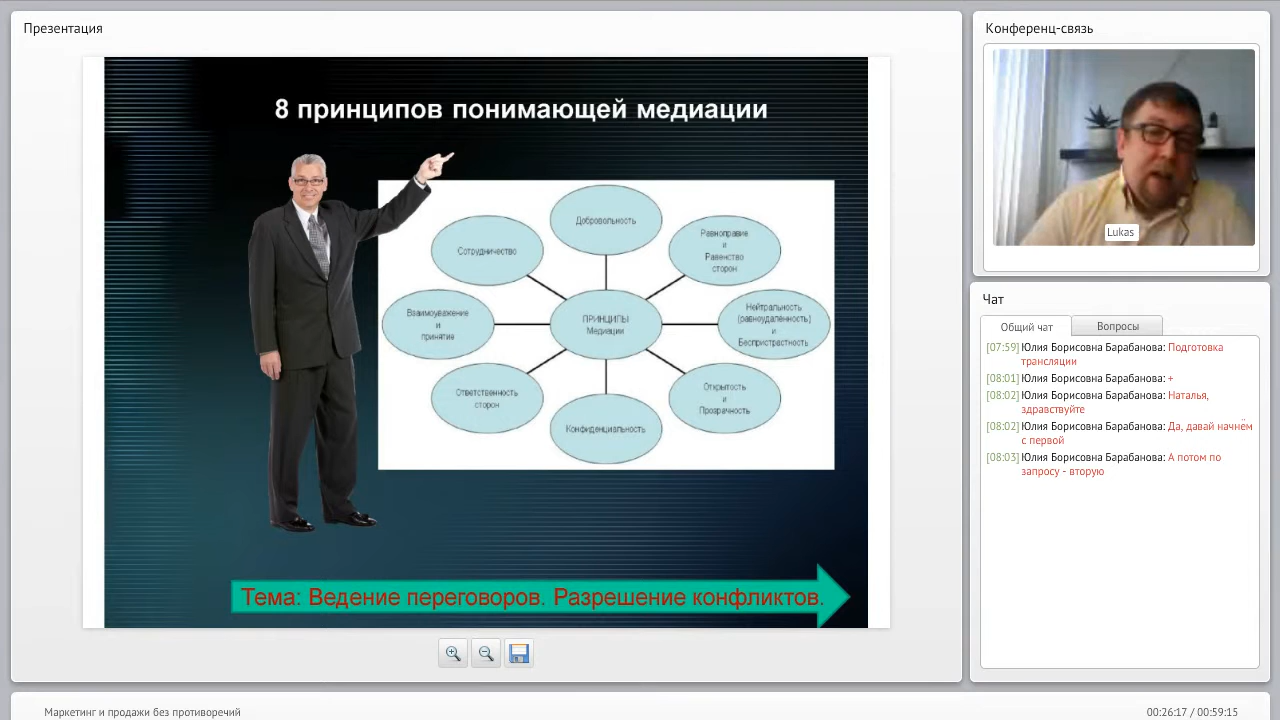 Презентация
8 принципов понимающей медиации
Добровольность
Сотрудничество
Равноправие
и
Равенство
сторон
Взаимоуважение
и
принятие
ПРИНЦИПЫ
Медиации
Нейтральность
(равноудаленность)
и
Беспристрастность
Ответственность
сторон
Открытость
и
Прозрачность
Конфиденциальность
Тема: Ведение переговоров. Разрешение конфликтов.
Конференц-связь
Lukas
Чат
Общий чат
Вопросы
[07:59] Юлия Борисовна Барабанова: Подготовка
трансляции
[08:01] Юлия Борисовна Барабанова: +
[08:02] Юлия Борисовна Барабанова: Наталья,
здравствуйте
[08:02] Юлия Борисовна Барабанова: Да, давай начнём
с первой
[08:03] Юлия Борисовна Барабанова: А потом по
запросу - вторую
Маркетинг и продажи без противоречий
00:26:17 / 00:59:15